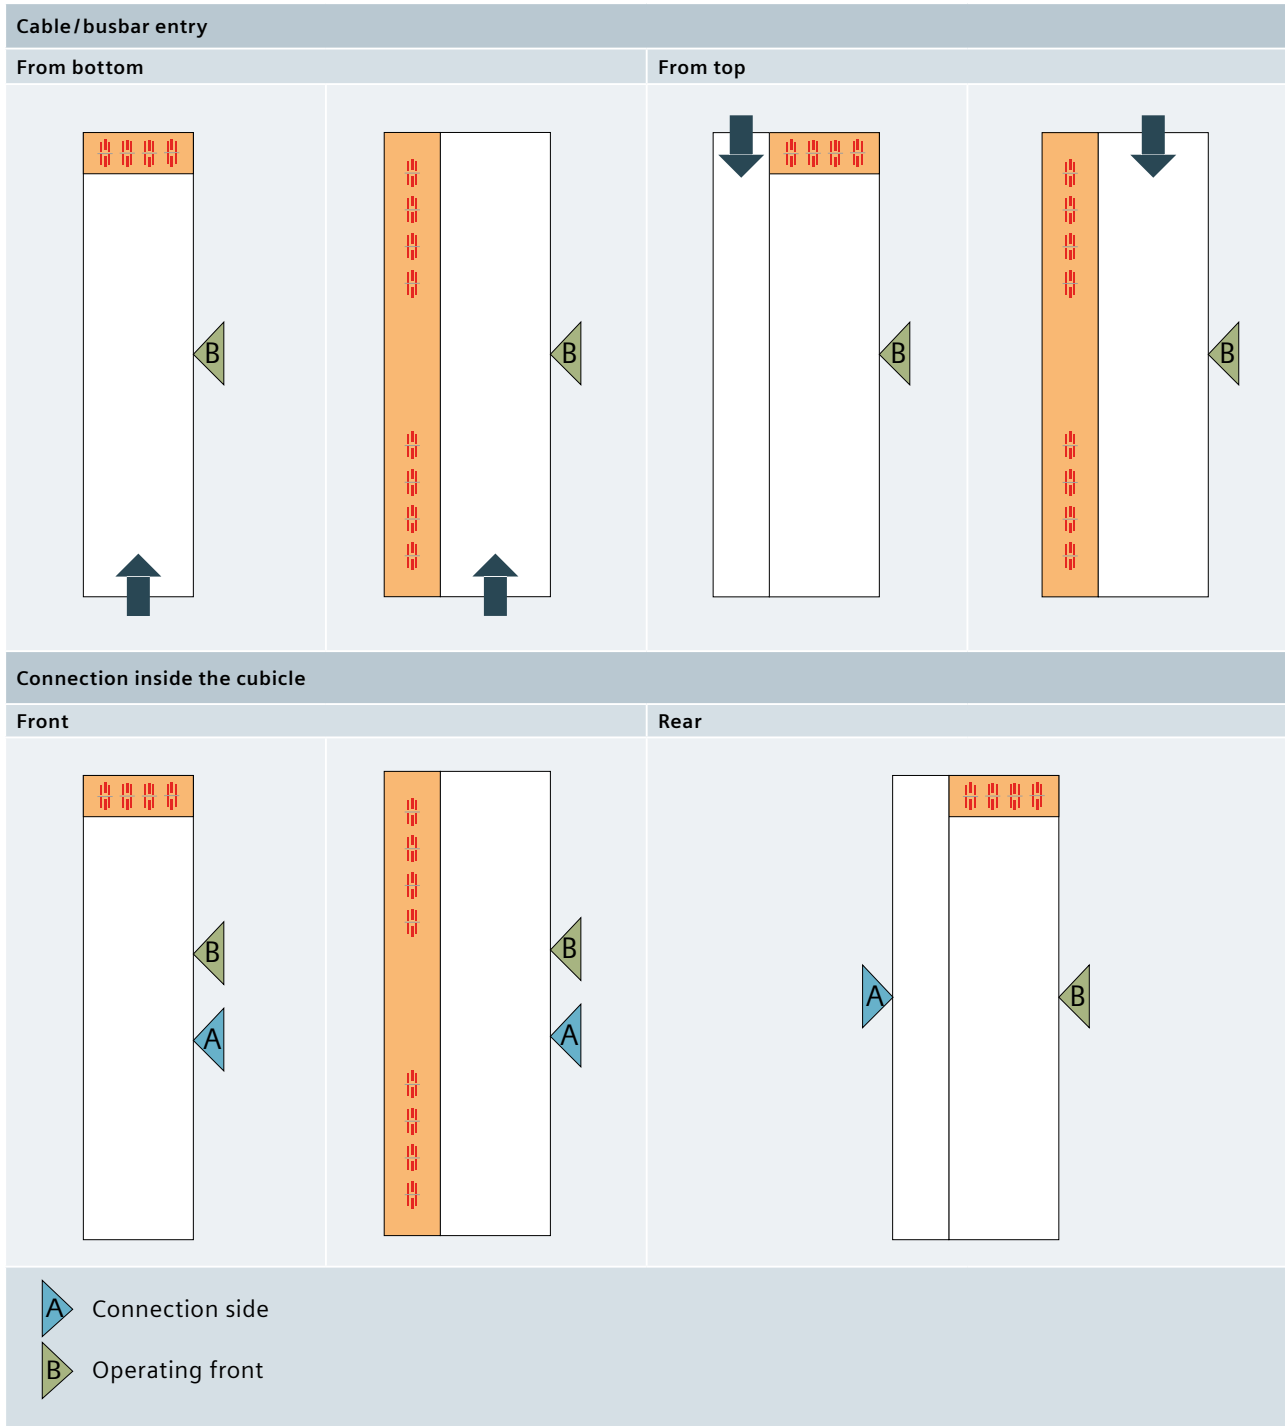 Cable/busbar entry
From bottom
From top
B
B
B
B
Connection inside the cubicle
Front
Rear
B
A
B
A
A
B
A Connection side
B Operating front